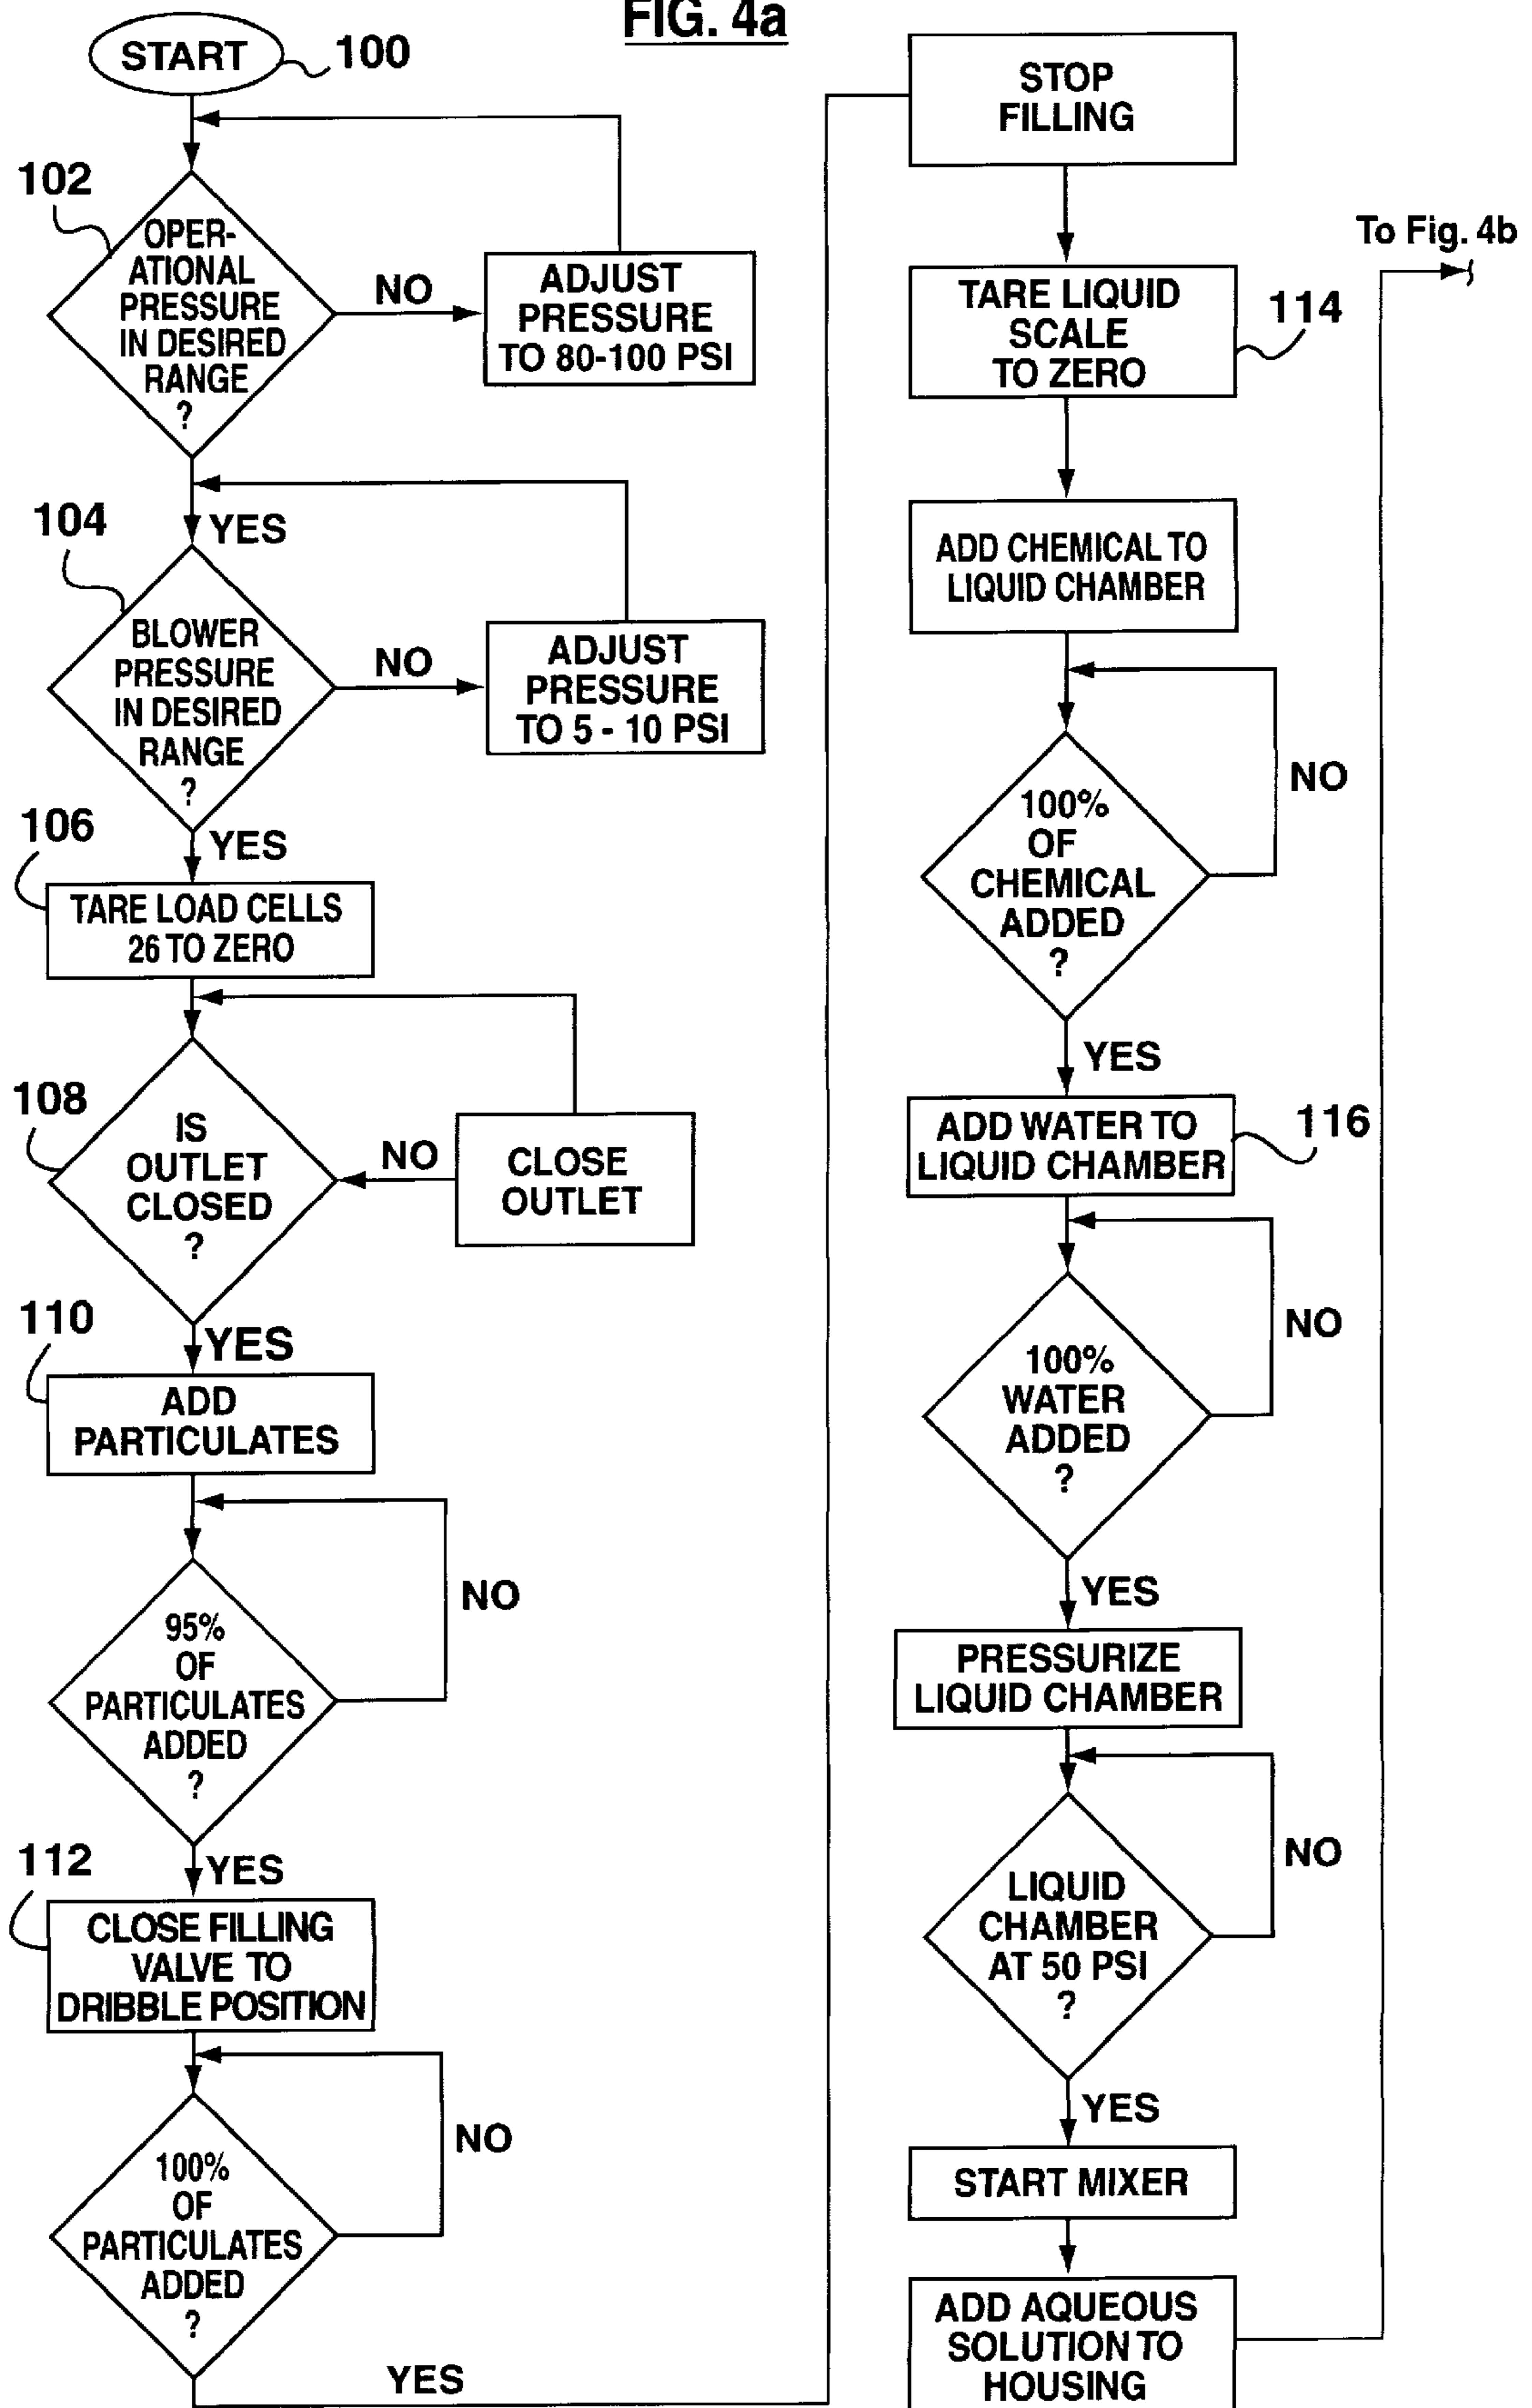 FIG. 4a
START
100
102
OPER-
ATIONAL
PRESSURE
IN DESIRED
RANGE
?
NO
ADJUST
PRESSURE
TO 80-100 PSI
YES
104
BLOWER
PRESSURE
IN DESIRED
RANGE
?
NO
ADJUST
PRESSURE
TO 5 - 10 PSI
YES
106
TARE LOAD CELLS
26 TO ZERO
108
IS
OUTLET
CLOSED
?
NO
CLOSE
OUTLET
YES
110
ADD
PARTICULATES
95%
OF
PARTICULATES
ADDED
?
NO
YES
112
CLOSE FILLING
VALVE TO
DRIBBLE POSITION
100%
OF
PARTICULATES
ADDED
?
NO
YES
STOP
FILLING
TARE LIQUID
SCALE
TO ZERO
114
ADD CHEMICAL TO
LIQUID CHAMBER
100%
OF
CHEMICAL
ADDED
?
NO
YES
ADD WATER TO
LIQUID CHAMBER
116
100%
WATER
ADDED
?
NO
YES
PRESSURIZE
LIQUID CHAMBER
LIQUID
CHAMBER
AT 50 PSI
?
NO
YES
START MIXER
ADD AQUEOUS
SOLUTION TO
HOUSING
To Fig. 4b